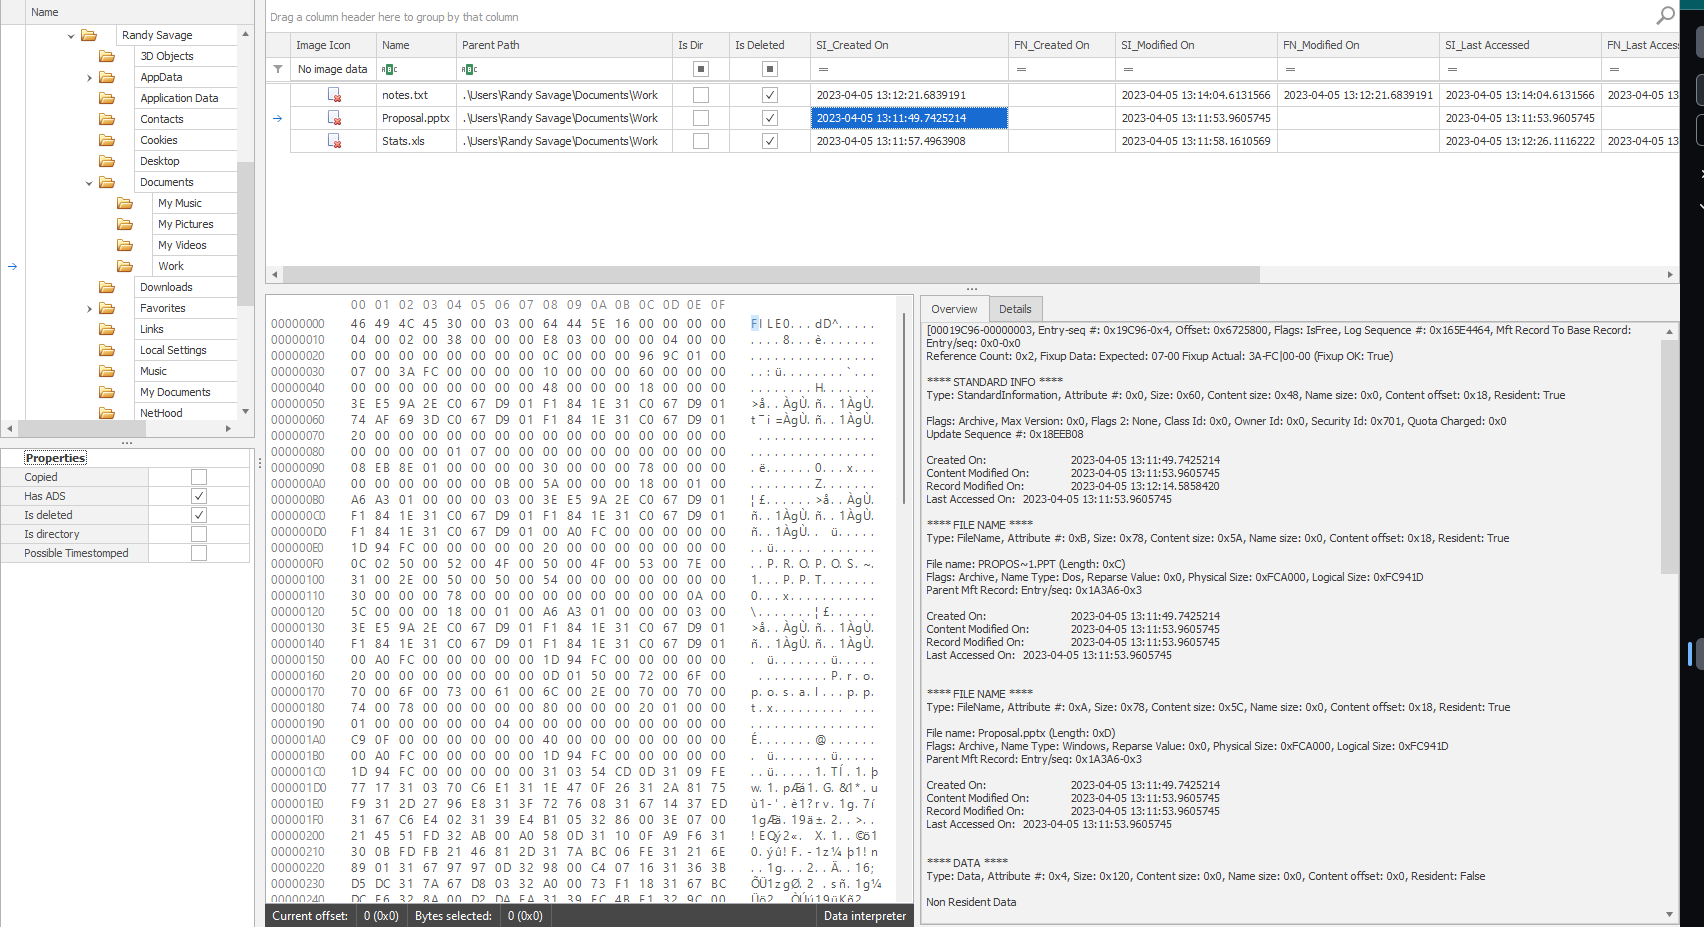 Name
Randy Savage
3D Objects
AppData
Application Data
Contacts
Cookies
Desktop
Documents
My Music
My Pictures
My Videos
Work
Downloads
Favorites
Links
Local Settings
Music
My Documents
NetHood
Properties
Copied
Has ADS
Is deleted
Is directory
Possible Timestomped
Drag a column header here to group by that column
Image Icon Name Parent Path Is Dir Is Deleted SI_Created On FN_Created On SI_Modified On FN_Modified On SI_Last Accessed FN_Last Access
No image data = = = = = =
notes.txt .\Users\Randy Savage\Documents\Work 2023-04-05 13:12:21.6839191 2023-04-05 13:14:04.6131566 2023-04-05 13:12:21.6839191 2023-04-05 13:14:04.6131566 2023-04-05 13
Proposal.pptx .\Users\Randy Savage\Documents\Work 2023-04-05 13:11:49.7425214 2023-04-05 13:11:53.9605745 2023-04-05 13:11:53.9605745
Stats.xls .\Users\Randy Savage\Documents\Work 2023-04-05 13:11:57.4963908 2023-04-05 13:11:58.1610569 2023-04-05 13:12:26.1116222 2023-04-05 13
00 01 02 03 04 05 06 07 08 09 0A 0B 0C 0D 0E 0F
00000000 46 49 4C 45 30 00 03 00 64 44 5E 16 00 00 00 00 FILE0...dD^.....
00000010 04 00 02 00 38 00 00 00 E8 03 00 00 00 04 00 00 ....8...è.......
00000020 00 00 00 00 00 00 00 00 0C 00 00 00 96 9C 01 00
00000030 07 00 3A FC 00 00 00 00 10 00 00 00 60 00 00 00 ..:ü........`...
00000040 00 00 00 00 00 00 00 00 48 00 00 00 18 00 00 00 ........H.......
00000050 3E E5 9A 2E C0 67 D9 01 F1 84 1E 31 C0 67 D9 01 >å..ÀgÙ.ñ..1ÀgÙ.
00000060 74 AF 69 3D C0 67 D9 01 F1 84 1E 31 C0 67 D9 01 t¯i=ÀgÙ.ñ..1ÀgÙ.
00000070 20 00 00 00 00 00 00 00 00 00 00 00 00 00 00 00
00000080 00 00 00 00 01 07 00 00 00 00 00 00 00 00 00 00
00000090 08 EB 8E 01 00 00 00 00 30 00 00 00 78 00 00 00 .ë......0...x...
000000A0 00 00 00 00 00 00 0B 00 5A 00 00 00 18 00 01 00 ........Z.......
000000B0 A6 A3 01 00 00 00 03 00 3E E5 9A 2E C0 67 D9 01 ¦£......>å..ÀgÙ.
000000C0 F1 84 1E 31 C0 67 D9 01 F1 84 1E 31 C0 67 D9 01 ñ..1ÀgÙ.ñ..1ÀgÙ.
000000D0 F1 84 1E 31 C0 67 D9 01 00 A0 FC 00 00 00 00 00 ñ..1ÀgÙ.. ü.....
000000E0 1D 94 FC 00 00 00 00 00 20 00 00 00 00 00 00 00 ..ü.....
000000F0 0C 02 50 00 52 00 4F 00 50 00 4F 00 53 00 7E 00 ..P.R.O.P.O.S.~.
00000100 31 00 2E 00 50 00 50 00 54 00 00 00 00 00 00 00 1...P.P.T.......
00000110 30 00 00 00 78 00 00 00 00 00 00 00 00 00 0A 00 0...x...........
00000120 5C 00 00 00 18 00 01 00 A6 A3 01 00 00 00 03 00 \.......¦£......
00000130 3E E5 9A 2E C0 67 D9 01 F1 84 1E 31 C0 67 D9 01 >å..ÀgÙ.ñ..1ÀgÙ.
00000140 F1 84 1E 31 C0 67 D9 01 F1 84 1E 31 C0 67 D9 01 ñ..1ÀgÙ.ñ..1ÀgÙ.
00000150 00 A0 FC 00 00 00 00 00 1D 94 FC 00 00 00 00 00 . ü.......ü.....
00000160 20 00 00 00 00 00 00 00 0D 01 50 00 72 00 6F 00 .........P.r.o.
00000170 70 00 6F 00 73 00 61 00 6C 00 2E 00 70 00 70 00 p.o.s.a.l...p.p.
00000180 74 00 78 00 00 00 00 00 80 00 00 00 20 01 00 00 t.x......... ...
00000190 01 00 00 00 00 00 04 00 00 00 00 00 00 00 00 00
000001A0 C9 0F 00 00 00 00 00 00 40 00 00 00 00 00 00 00 É.......@.......
000001B0 00 A0 FC 00 00 00 00 00 1D 94 FC 00 00 00 00 00 . ü.......ü.....
000001C0 1D 94 FC 00 00 00 00 00 31 03 54 CD 0D 31 09 FE ..ü.....1.TÍ.1.þ
000001D0 77 17 31 03 70 C6 E1 31 1E 47 0F 26 31 2A 81 75 w.1.pÆá1.G.&1*.u
000001E0 F9 31 2D 27 96 E8 31 3F 72 76 08 31 67 14 37 ED ù1-'.è1?rv.1g.7í
000001F0 31 67 C6 E4 02 31 39 E4 B1 05 32 86 00 3E 07 00 1gÆä.19ä±.2..>..
00000200 21 45 51 FD 32 AB 00 A0 58 0D 31 10 0F A9 F6 31 !EQý2«. X.1..©ö1
00000210 30 0B FD FB 21 46 81 2D 31 7A BC 06 FE 31 21 6E 0.ýû!F.-1z¼.þ1!n
00000220 89 01 31 67 97 97 0D 32 98 00 C4 07 16 31 36 3B ..1g...2..Ä..16;
00000230 D5 DC 31 7A 67 D8 03 32 A0 00 73 F1 18 31 67 BC ÕÜ1zgØ.2 .sñ.1g¼
00000240
Current offset: 0 (0x0) Bytes selected: 0 (0x0) Data interpreter
Overview Details
[00019C96-00000003, Entry-seq #: 0x19C96-0x4, Offset: 0x6725800, Flags: IsFree, Log Sequence #: 0x165E4464, Mft Record To Base Record:
Entry/seq: 0x0-0x0
Reference Count: 0x2, Fixup Data: Expected: 07-00 Fixup Actual: 3A-FC|00-00 (Fixup OK: True)
**** STANDARD INFO ****
Type: StandardInformation, Attribute #: 0x0, Size: 0x60, Content size: 0x48, Name size: 0x0, Content offset: 0x18, Resident: True
Flags: Archive, Max Version: 0x0, Flags 2: None, Class Id: 0x0, Owner Id: 0x0, Security Id: 0x701, Quota Charged: 0x0
Update Sequence #: 0x18EEB08
Created On: 2023-04-05 13:11:49.7425214
Content Modified On: 2023-04-05 13:11:53.9605745
Record Modified On: 2023-04-05 13:12:14.5858420
Last Accessed On: 2023-04-05 13:11:53.9605745
**** FILE NAME ****
Type: FileName, Attribute #: 0xB, Size: 0x78, Content size: 0x5A, Name size: 0x0, Content offset: 0x18, Resident: True
File name: PROPOS~1.PPT (Length: 0xC)
Flags: Archive, Name Type: Dos, Reparse Value: 0x0, Physical Size: 0xFCA000, Logical Size: 0xFC941D
Parent Mft Record: Entry/seq: 0x1A3A6-0x3
Created On: 2023-04-05 13:11:49.7425214
Content Modified On: 2023-04-05 13:11:53.9605745
Record Modified On: 2023-04-05 13:11:53.9605745
Last Accessed On: 2023-04-05 13:11:53.9605745
**** FILE NAME ****
Type: FileName, Attribute #: 0xA, Size: 0x78, Content size: 0x5C, Name size: 0x0, Content offset: 0x18, Resident: True
File name: Proposal.pptx (Length: 0xD)
Flags: Archive, Name Type: Windows, Reparse Value: 0x0, Physical Size: 0xFCA000, Logical Size: 0xFC941D
Parent Mft Record: Entry/seq: 0x1A3A6-0x3
Created On: 2023-04-05 13:11:49.7425214
Content Modified On: 2023-04-05 13:11:53.9605745
Record Modified On: 2023-04-05 13:11:53.9605745
Last Accessed On: 2023-04-05 13:11:53.9605745
**** DATA ****
Type: Data, Attribute #: 0x4, Size: 0x120, Content size: 0x0, Name size: 0x0, Content offset: 0x0, Resident: False
Non Resident Data